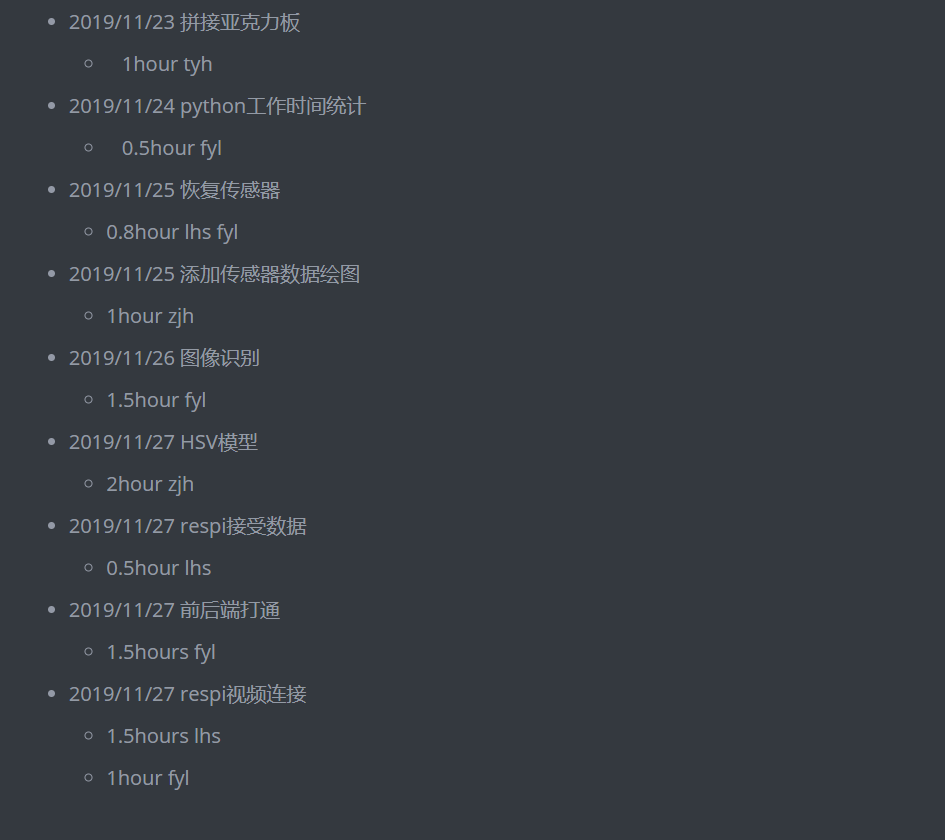 2019/11/23 拼接亚克力板
1hour tyh
2019/11/24 python工作时间统计
0.5hour fyl
2019/11/25 恢复传感器
0.8hour lhs fyl
2019/11/25 添加传感器数据绘图
1hour zjh
2019/11/26 图像识别
1.5hour fyl
2019/11/27 HSV模型
2hour zjh
2019/11/27 respi接受数据
0.5hour lhs
2019/11/27 前后端打通
1.5hours fyl
2019/11/27 respi视频连接
1.5hours lhs
1hour fyl